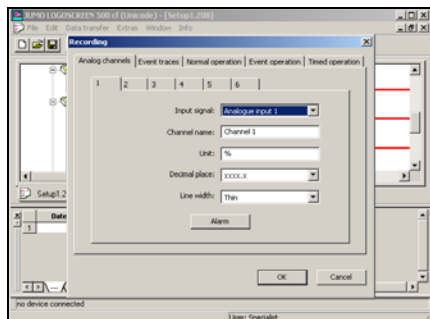 JUMO LOGOSCREEN 500 cf (Unicode) - [Setup1.298]
File Edit Data transfer Extras Window Info
Recording
Analog channels Event traces Normal operation Event operation Timed operation
1 2 3 4 5 6
Input signal: Analogue input 1
Channel name: Channel 1
Unit: %
Decimal place: xxxx.x
Line width: Thin
Alarm
OK Cancel
Setup1.2
Date
1
no device connected
User: Specialist